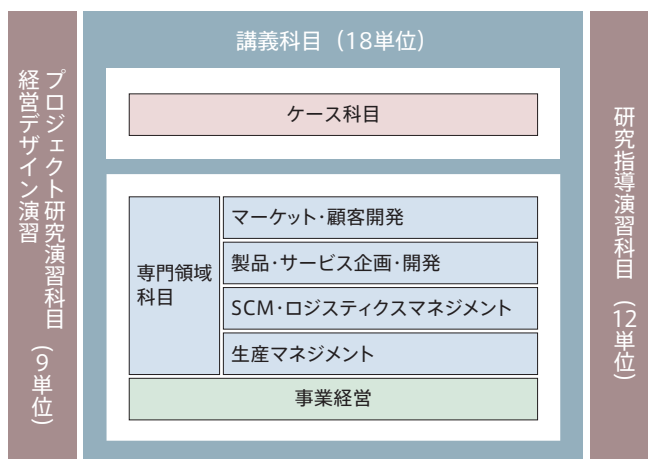 プロジェクト研究演習科目
経営デザイン演習
（9単位）
講義科目（18単位）
ケース科目
専門領域
科目
マーケット・顧客開発
製品・サービス企画・開発
SCM・ロジスティクスマネジメント
生産マネジメント
事業経営
研究指導演習科目（12単位）